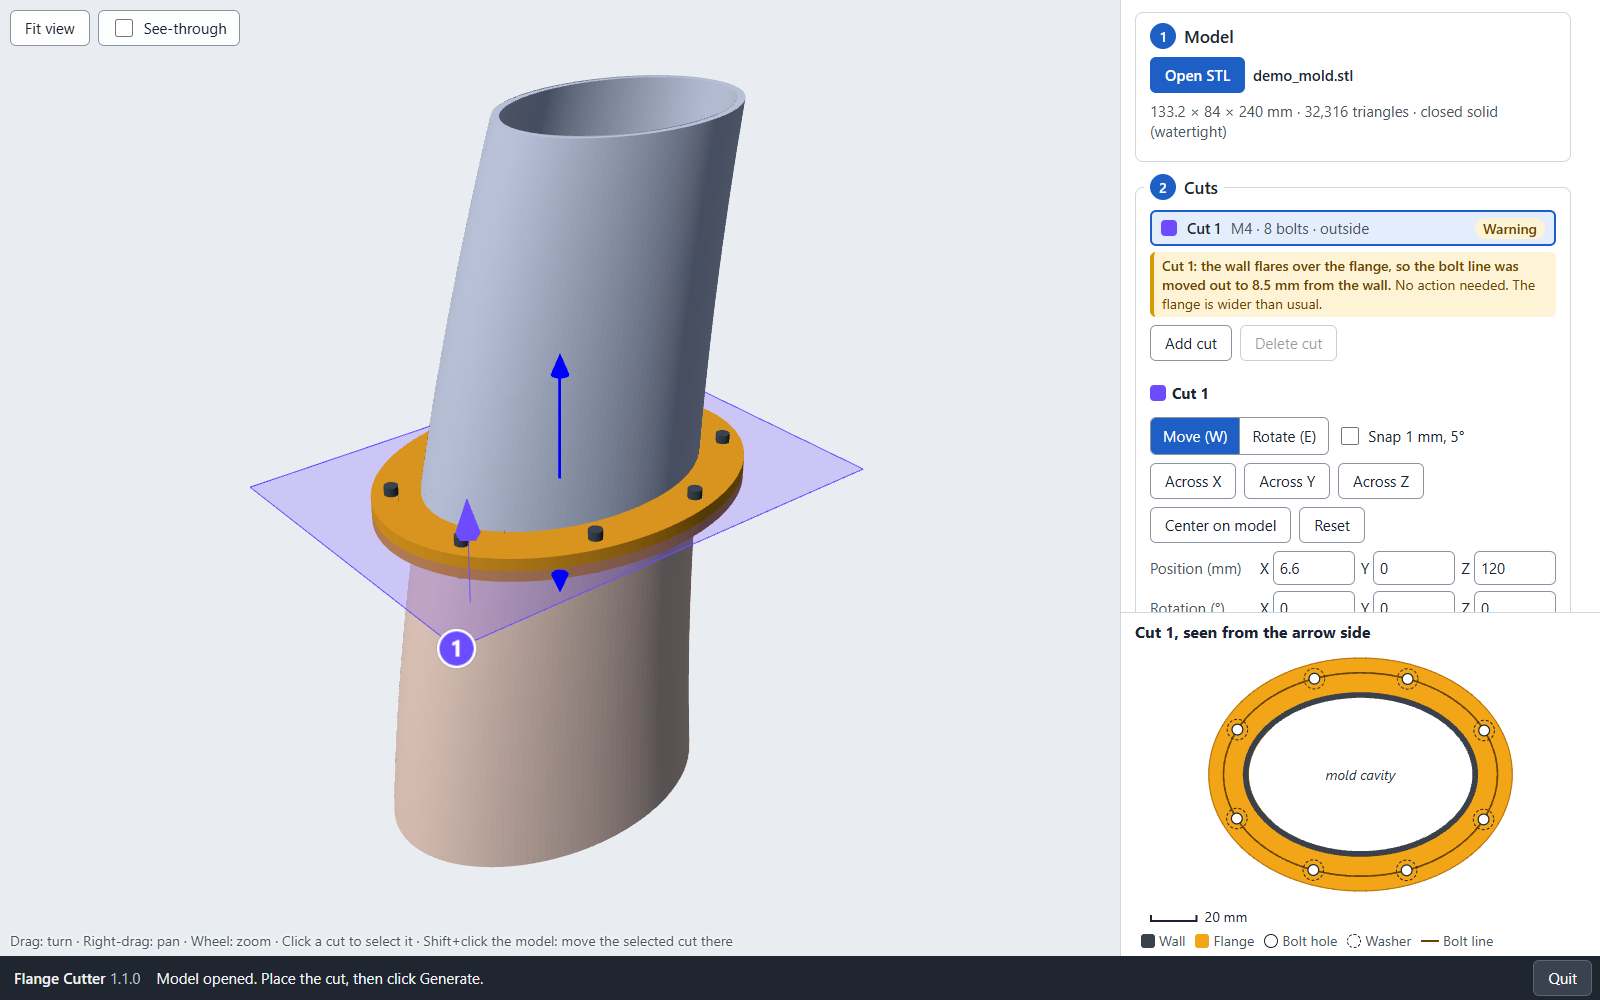 Fit view
See-through
1 Model
Open STL demo_mold.stl
133.2 × 84 × 240 mm · 32,316 triangles · closed solid
(watertight)
2 Cuts
Cut 1 M4 · 8 bolts · outside Warning
Cut 1: the wall flares over the flange, so the bolt line was
moved out to 8.5 mm from the wall. No action needed. The
flange is wider than usual.
Add cut Delete cut
Cut 1
Move (W) Rotate (E) Snap 1 mm, 5°
Across X Across Y Across Z
Center on model Reset
Position (mm) X 6.6 Y 0 Z 120
Rotation (°) X 0 Y 0 Z 0
1
Cut 1, seen from the arrow side
mold cavity
20 mm
Wall Flange Bolt hole Washer Bolt line
Drag: turn · Right-drag: pan · Wheel: zoom · Click a cut to select it · Shift+click the model: move the selected cut there
Flange Cutter 1.1.0 Model opened. Place the cut, then click Generate. Quit